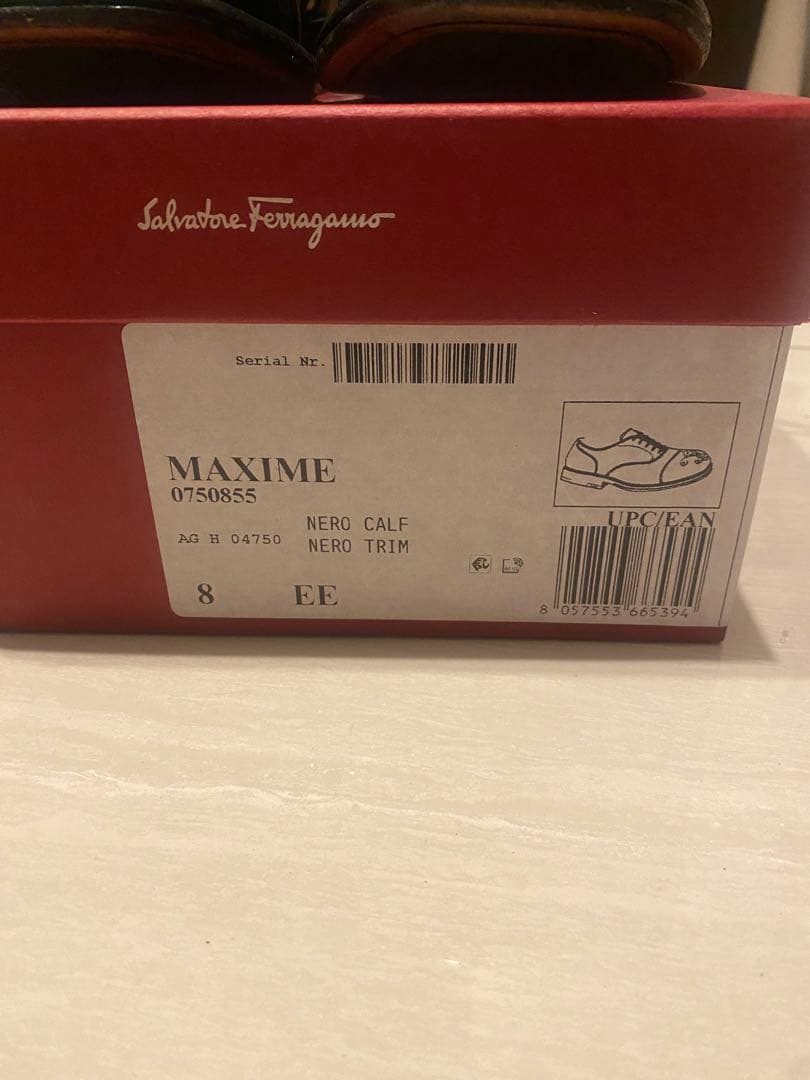 Salvatore Ferragamo
Serial Nr.
MAXIME
0750855
NERO CALF
AG H 04750
NERO TRIM
8 EE
UPC/EAN
8 057553 665394